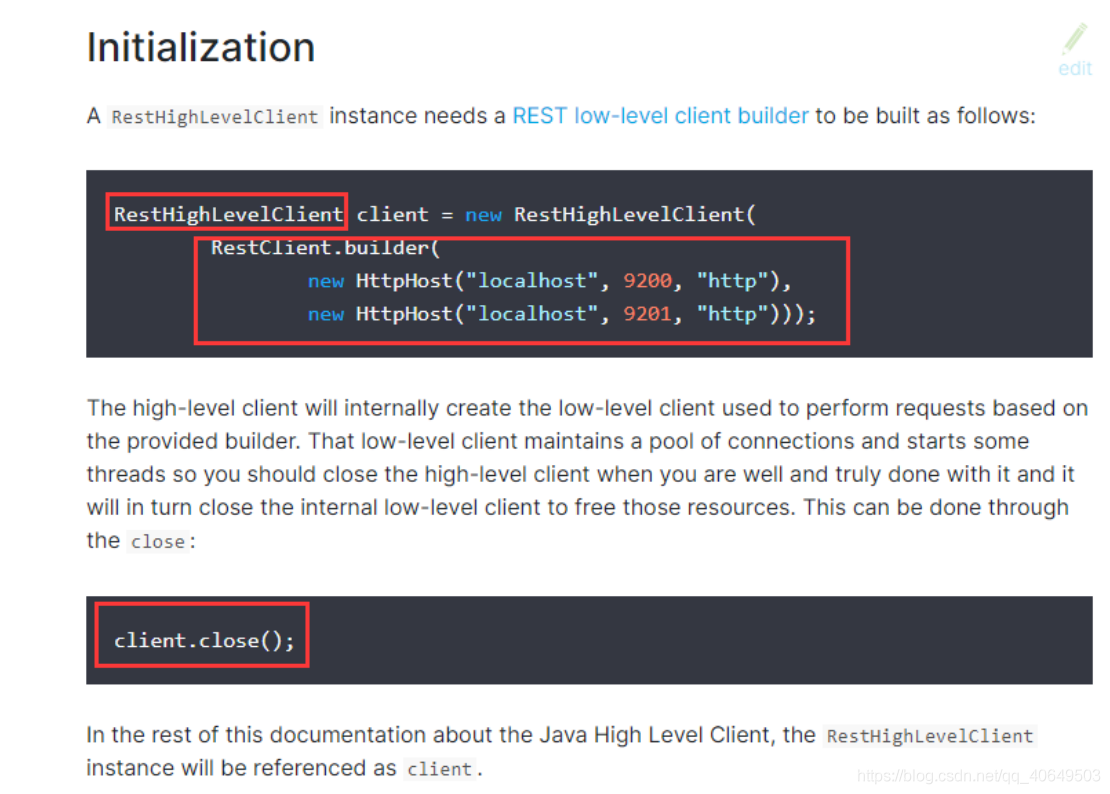 Initialization
edit
A RestHighLevelClient instance needs a REST low-level client builder to be built as follows:
RestHighLevelClient client = new RestHighLevelClient(
RestClient.builder(
new HttpHost("localhost", 9200, "http"),
new HttpHost("localhost", 9201, "http")));
The high-level client will internally create the low-level client used to perform requests based on
the provided builder. That low-level client maintains a pool of connections and starts some
threads so you should close the high-level client when you are well and truly done with it and it
will in turn close the internal low-level client to free those resources. This can be done through
the close:
client.close();
In the rest of this documentation about the Java High Level Client, the RestHighLevelClient
instance will be referenced as client.
https://blog.csdn.net/qq_40649503